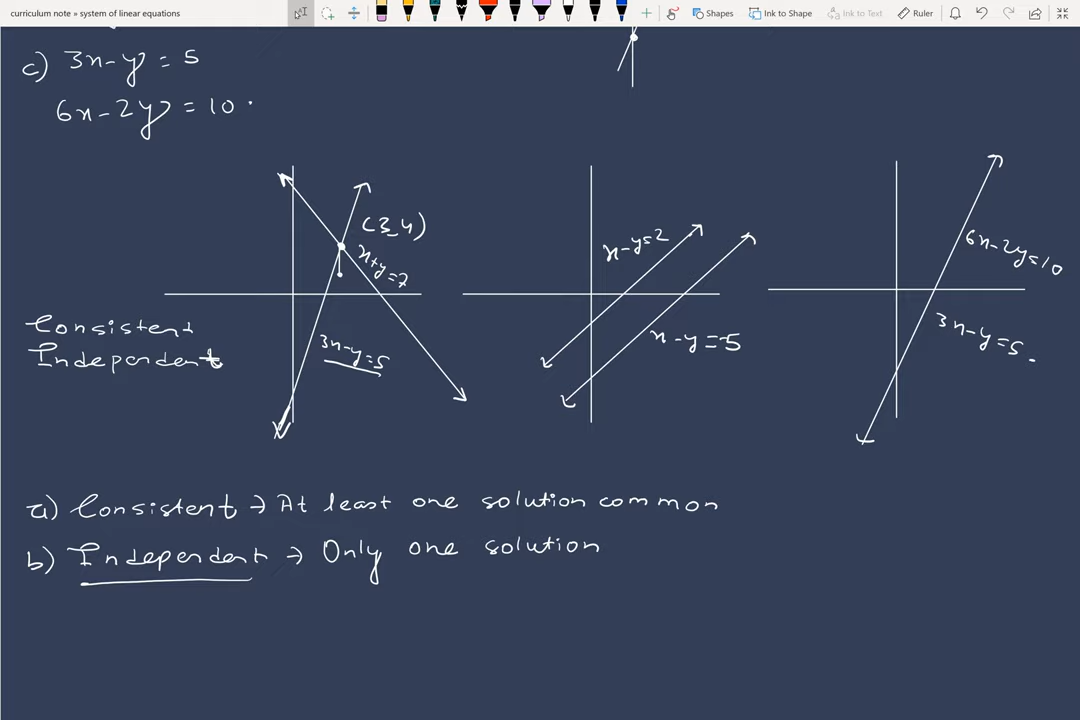 curriculum note » system of linear equations
Shapes
Ink to Shape
Ink to Text
Ruler
c) 3x-y = 5
6x-2y = 10
(3,4)
x+y=7
3x-y=5
x-y=2
x-y=-5
6x-2y=10
3x-y=5
Consistent
Independent
a) Consistent → At least one solution common
b) Independent → Only one solution